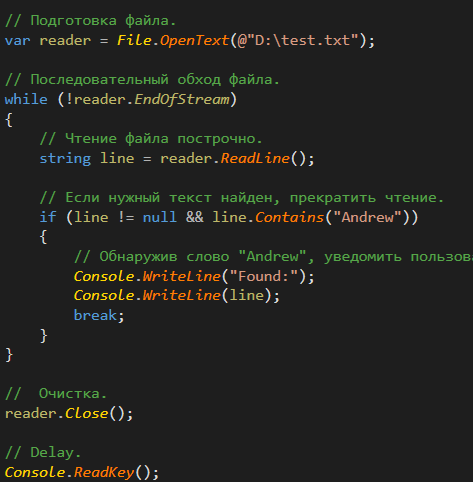 // Подготовка файла.
var reader = File.OpenText(@"D:\test.txt");
// Последовательный обход файла.
while (!reader.EndOfStream)
{
// Чтение файла построчно.
string line = reader.ReadLine();
// Если нужный текст найден, прекратить чтение.
if (line != null && line.Contains("Andrew"))
{
// Обнаружив слово "Andrew", уведомить
Console.WriteLine("Found:");
Console.WriteLine(line);
break;
}
}
//  Очистка.
reader.Close();
// Delay.
Console.ReadKey();